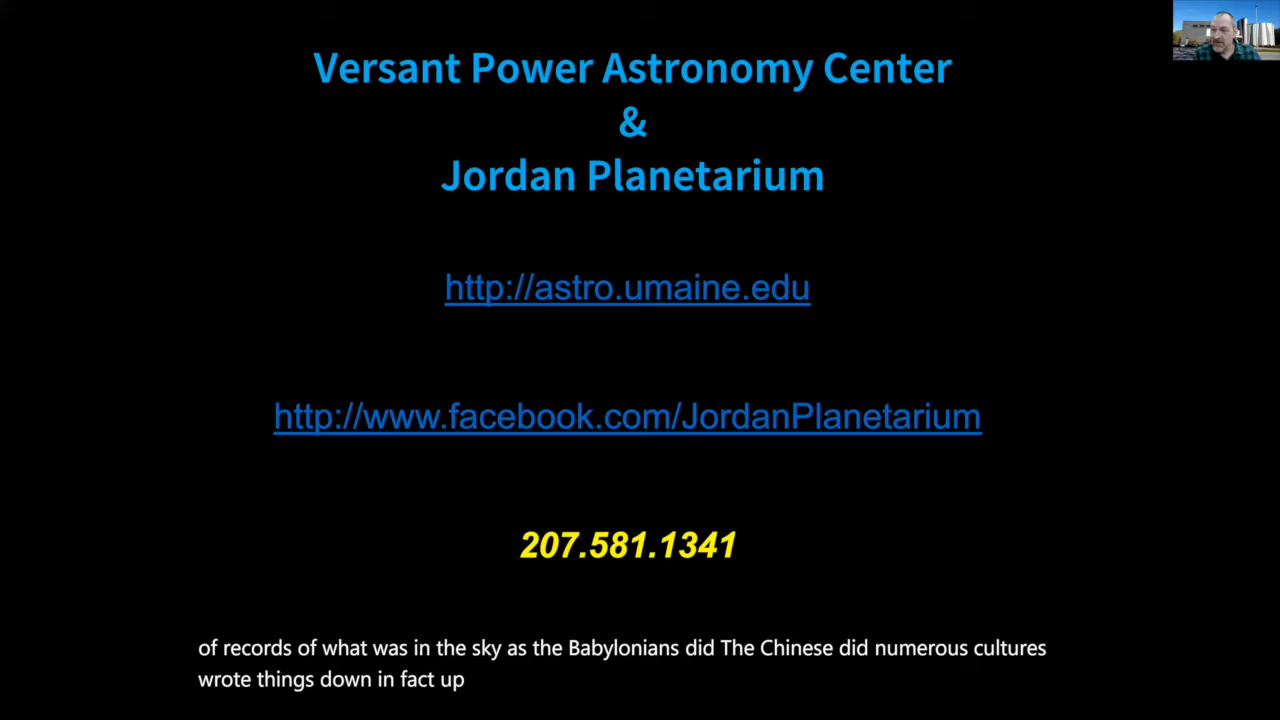 Versant Power Astronomy Center
&
Jordan Planetarium
http://astro.umaine.edu
http://www.facebook.com/JordanPlanetarium
207.581.1341
of records of what was in the sky as the Babylonians did The Chinese did numerous cultures
wrote things down in fact up